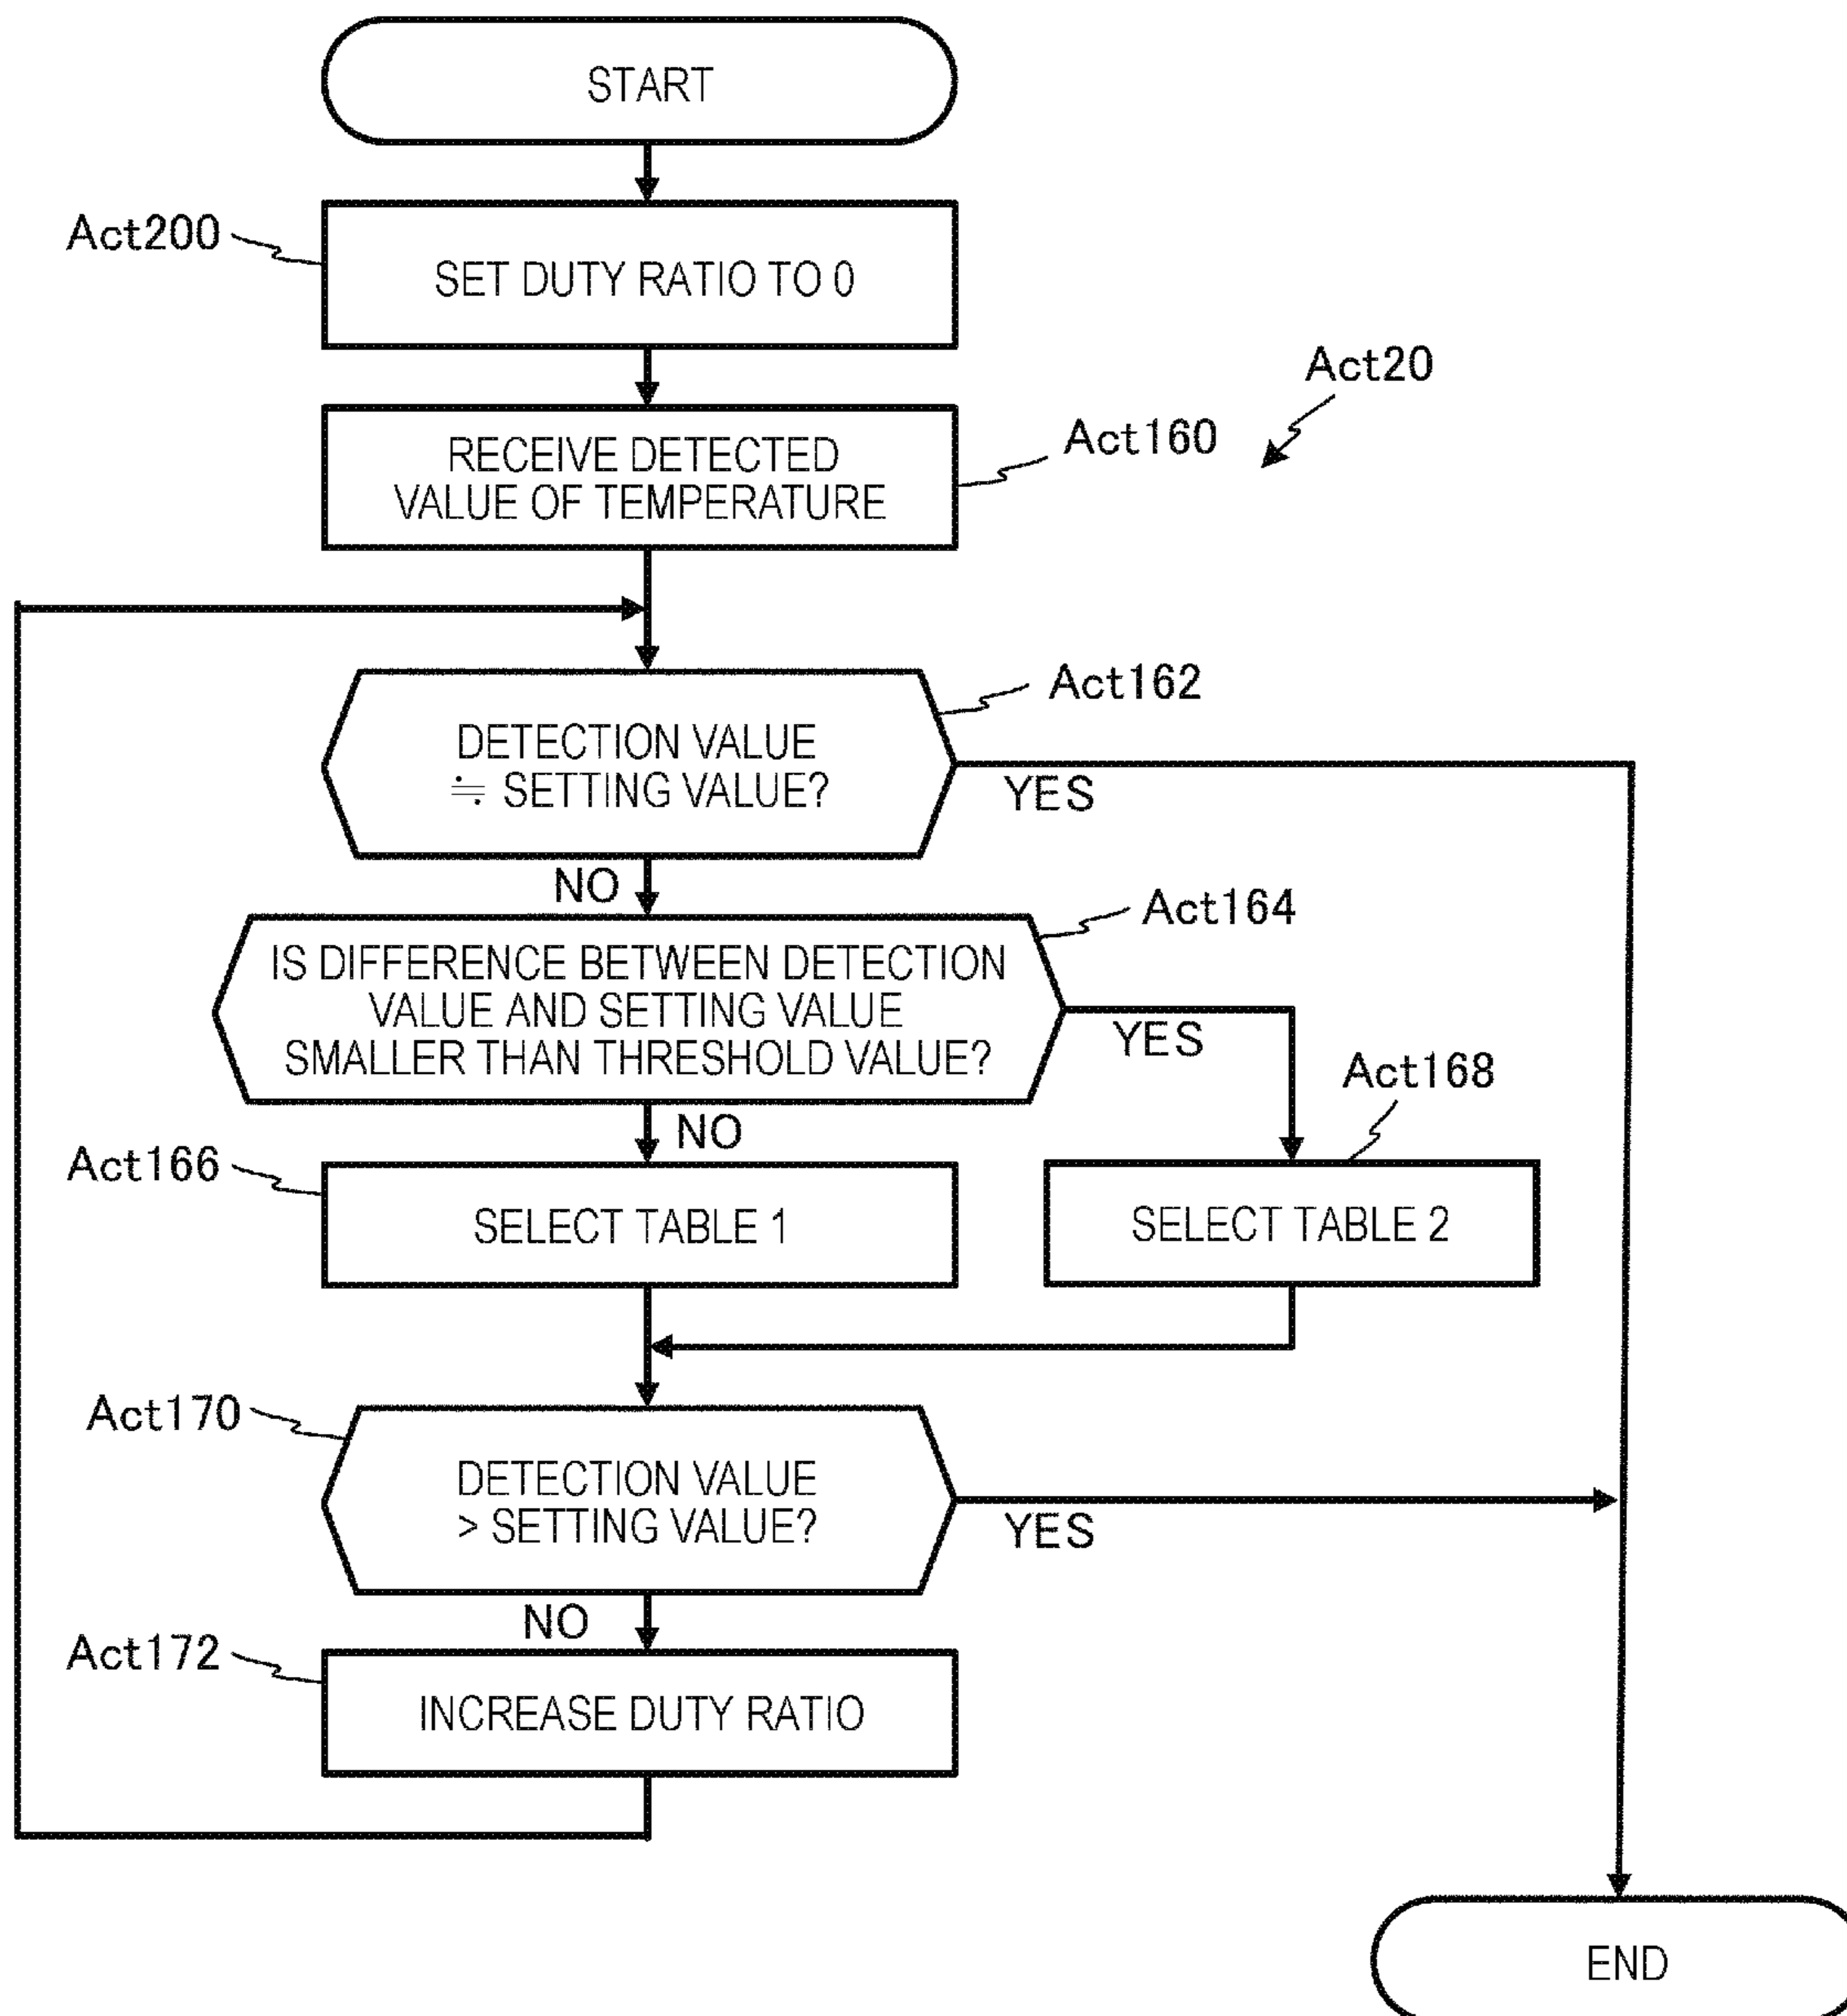 START
Act200
SET DUTY RATIO TO 0
Act20
RECEIVE DETECTED
VALUE OF TEMPERATURE
Act160
Act162
DETECTION VALUE
≒ SETTING VALUE?
YES
NO
Act164
IS DIFFERENCE BETWEEN DETECTION
VALUE AND SETTING VALUE
SMALLER THAN THRESHOLD VALUE?
YES
NO
Act168
Act166
SELECT TABLE 1
SELECT TABLE 2
Act170
DETECTION VALUE
> SETTING VALUE?
YES
NO
Act172
INCREASE DUTY RATIO
END